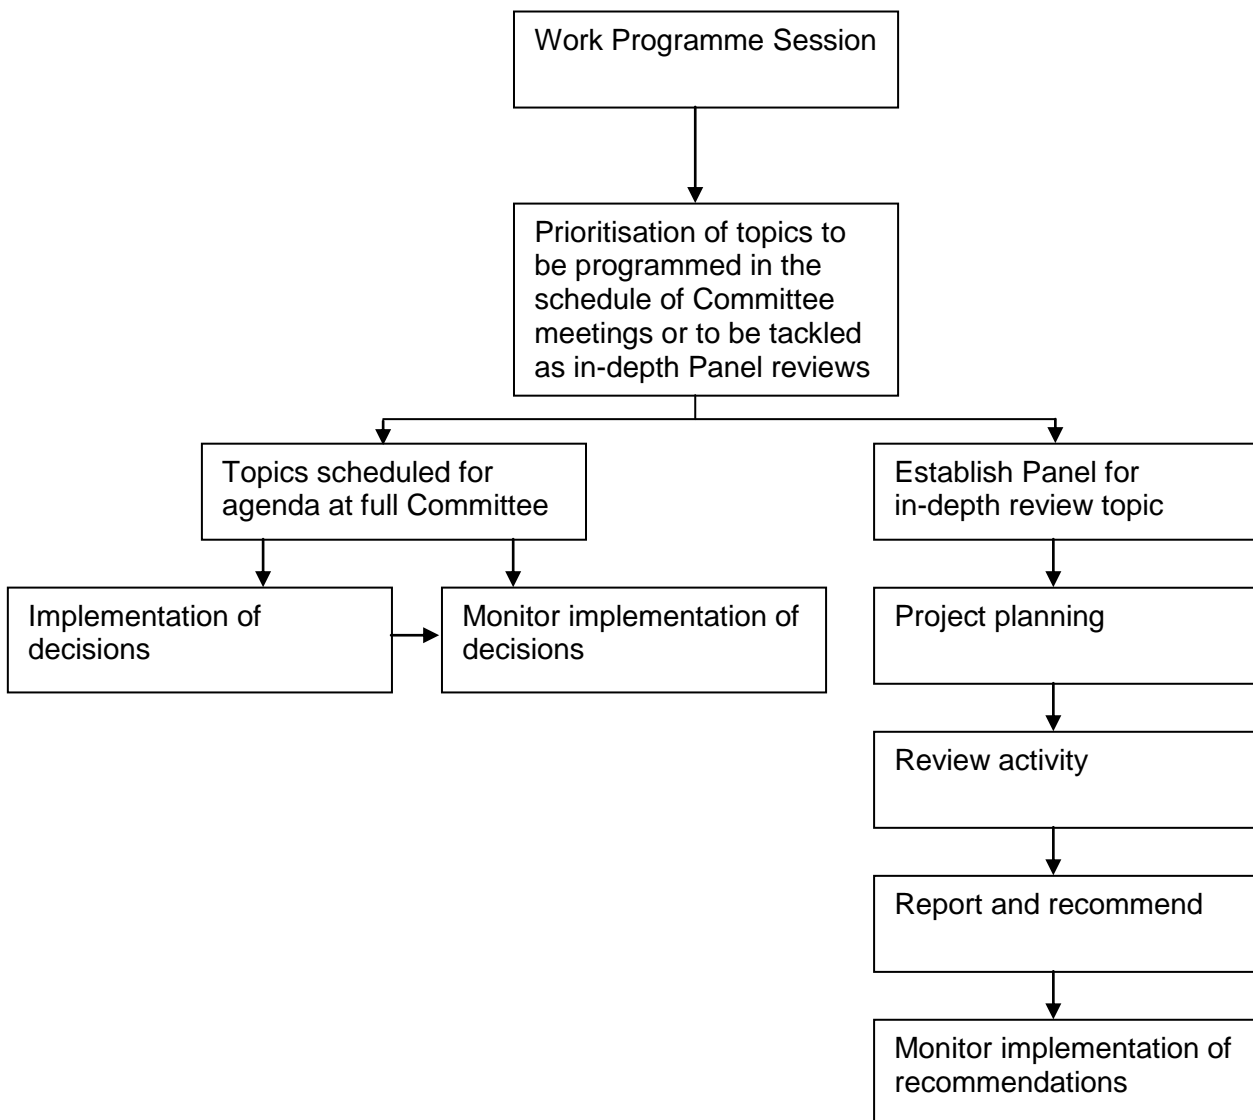 Work Programme Session
Prioritisation of topics to
be programmed in the
schedule of Committee
meetings or to be tackled
as in-depth Panel reviews
Topics scheduled for
agenda at full Committee
Establish Panel for
in-depth review topic
Implementation of
decisions
Monitor implementation of
decisions
Project planning
Review activity
Report and recommend
Monitor implementation of
recommendations